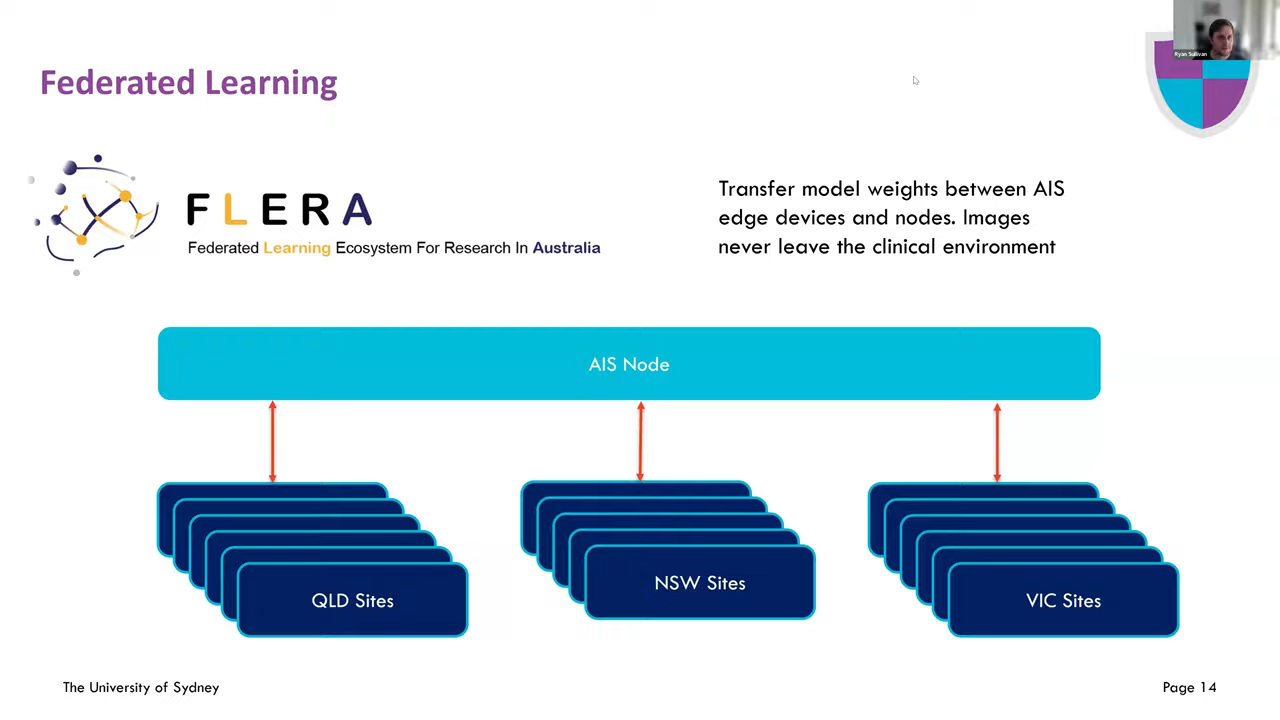 Ryan Sullivan
Federated Learning
FLERA
Federated Learning Ecosystem For Research In Australia
Transfer model weights between AIS
edge devices and nodes. Images
never leave the clinical environment
AIS Node
QLD Sites
NSW Sites
VIC Sites
The University of Sydney
Page 14